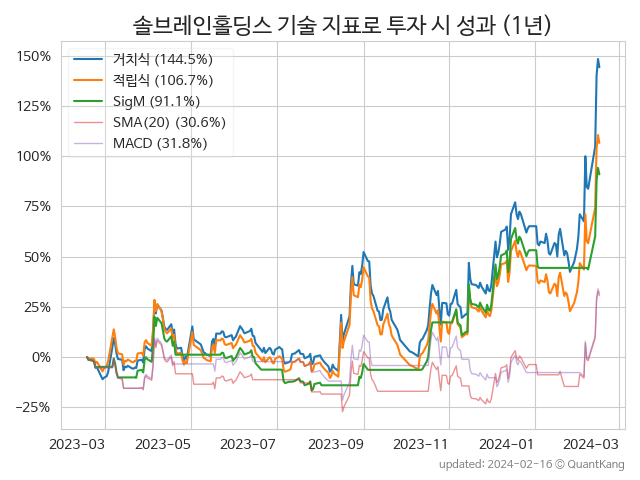 솔브레인홀딩스 기술 지표로 투자 시 성과 (1년)
150%
125%
100%
75%
50%
25%
0%
−25%
거치식 (144.5%)
적립식 (106.7%)
SigM (91.1%)
SMA(20) (30.6%)
MACD (31.8%)
2023-03 2023-05 2023-07 2023-09 2023-11 2024-01 2024-03
updated: 2024-02-16 © QuantKang